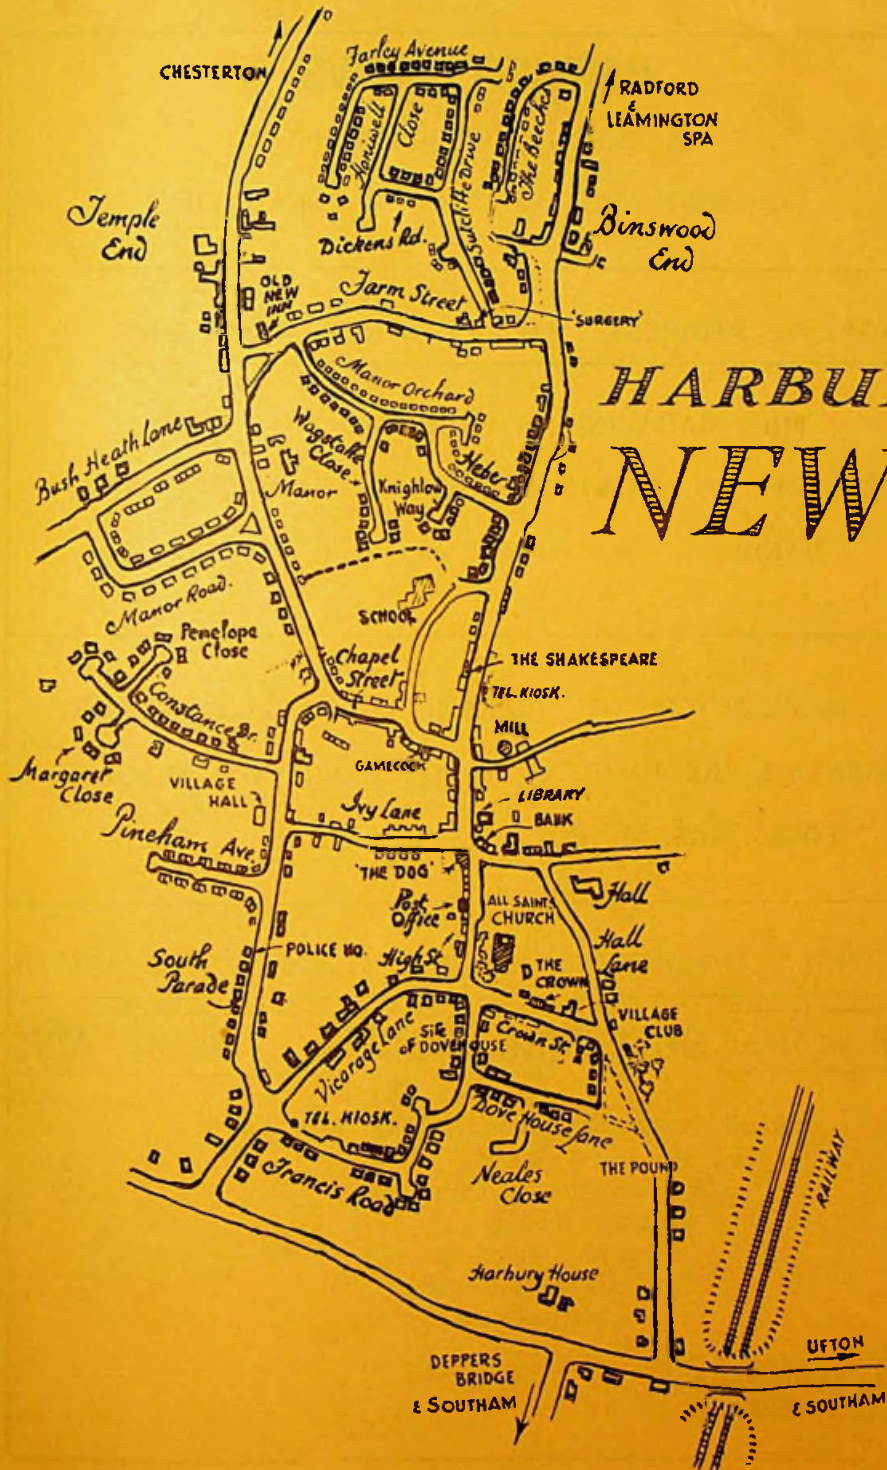 CHESTERTON
Farley Avenue
RADFORD
&
LEAMINGTON
SPA
Honiwell
Close
Sutcliffe Drive
The Beeches
Temple
End
Dickens Rd.
Binswood
End
OLD
NEW
INN
Farm Street
'SURGERY'
HARBU
NEW
Manor Orchard
Bush Heath Lane
Wagstaffe
Close
Heber
Manor
Knightlow
Way
Manor Road.
SCHOOL
Penelope
Close
Chapel
Street
THE SHAKESPEARE
TEL. KIOSK.
Constance Dr.
MILL
Margaret
Close
GAMECOCK
VILLAGE
HALL
Ivy Lane
LIBRARY
BANK
Pineham Ave.
'THE DOG'
Post
Office
ALL SAINTS
CHURCH
Hall
POLICE HO.
High St.
Hall
Lane
South
Parade
THE
CROWN
VILLAGE
CLUB
Vicarage Lane
Site
of DOVEHOUSE
Crown St.
TEL. KIOSK.
Dove House Lane
Francis Road
Neales
Close
THE POUND
RAILWAY
Harbury House
UFTON
DEPPERS
BRIDGE
& SOUTHAM
& SOUTHAM